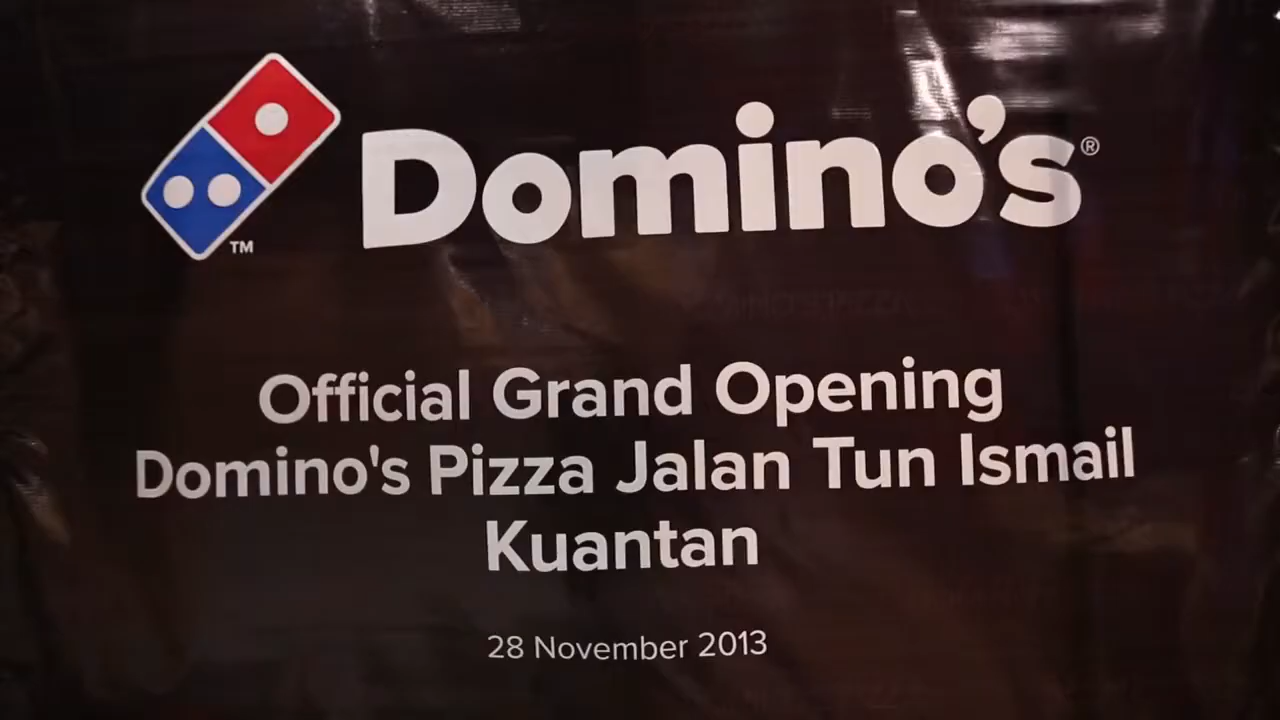 Domino's®
TM
Official Grand Opening
Domino's Pizza Jalan Tun Ismail
Kuantan
28 November 2013